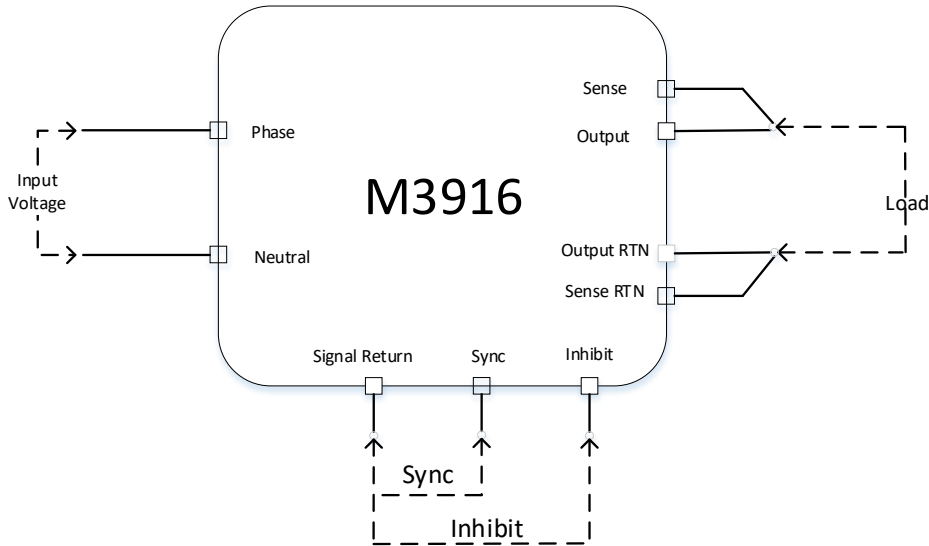 Sense
Phase
Output
Input
Voltage
M3916
Load
Output RTN
Neutral
Sense RTN
Signal Return
Sync
Inhibit
Sync
Inhibit